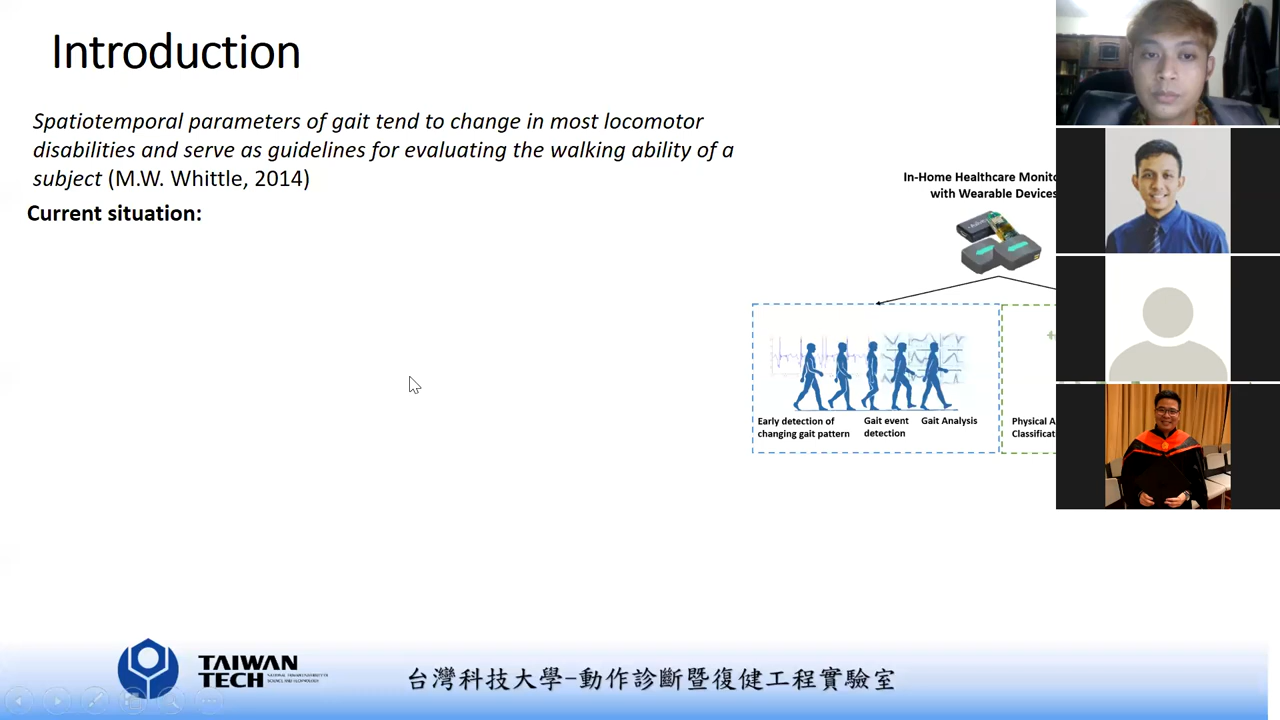 Introduction
Spatiotemporal parameters of gait tend to change in most locomotor
disabilities and serve as guidelines for evaluating the walking ability of a
subject (M.W. Whittle, 2014)
Current situation:
In-Home Healthcare Monito
with Wearable Devices
Early detection of
changing gait pattern
Gait event
detection
Gait Analysis
Physical A
Classificat
TAIWAN
TECH
台灣科技大學-動作診斷暨復健工程實驗室